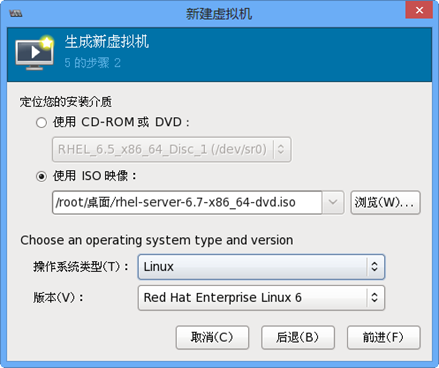 新建虚拟机
生成新虚拟机
5 的步骤 2
定位您的安装介质
使用 CD-ROM 或 DVD：
RHEL_6.5_x86_64_Disc_1 (/dev/sr0)
使用 ISO 映像：
/root/桌面/rhel-server-6.7-x86_64-dvd.iso
浏览(W)...
Choose an operating system type and version
操作系统类型(T)： Linux
版本(V)： Red Hat Enterprise Linux 6
取消(C) 后退(B) 前进(F)